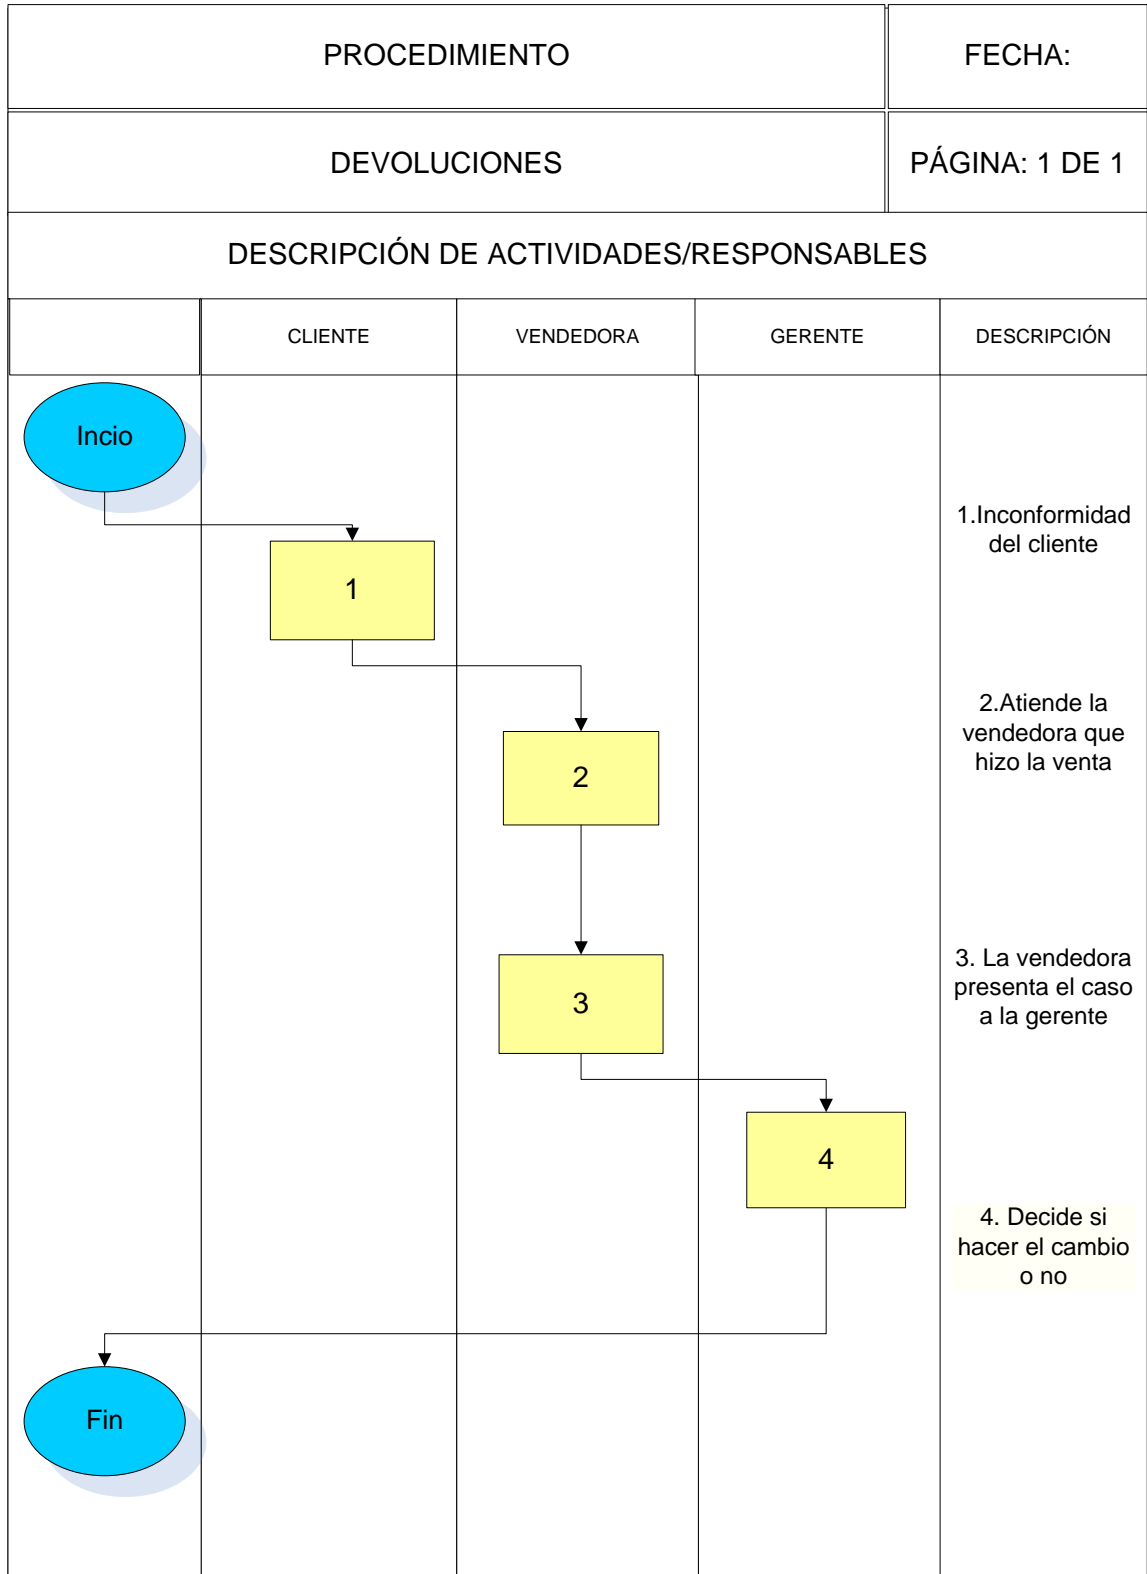 PROCEDIMIENTO
FECHA:
DEVOLUCIONES
PÁGINA: 1 DE 1
DESCRIPCIÓN DE ACTIVIDADES/RESPONSABLES
CLIENTE
VENDEDORA
GERENTE
DESCRIPCIÓN
Incio
1.Inconformidad
del cliente
1
2.Atiende la
vendedora que
hizo la venta
2
3. La vendedora
presenta el caso
a la gerente
3
4
4. Decide si
hacer el cambio
o no
Fin